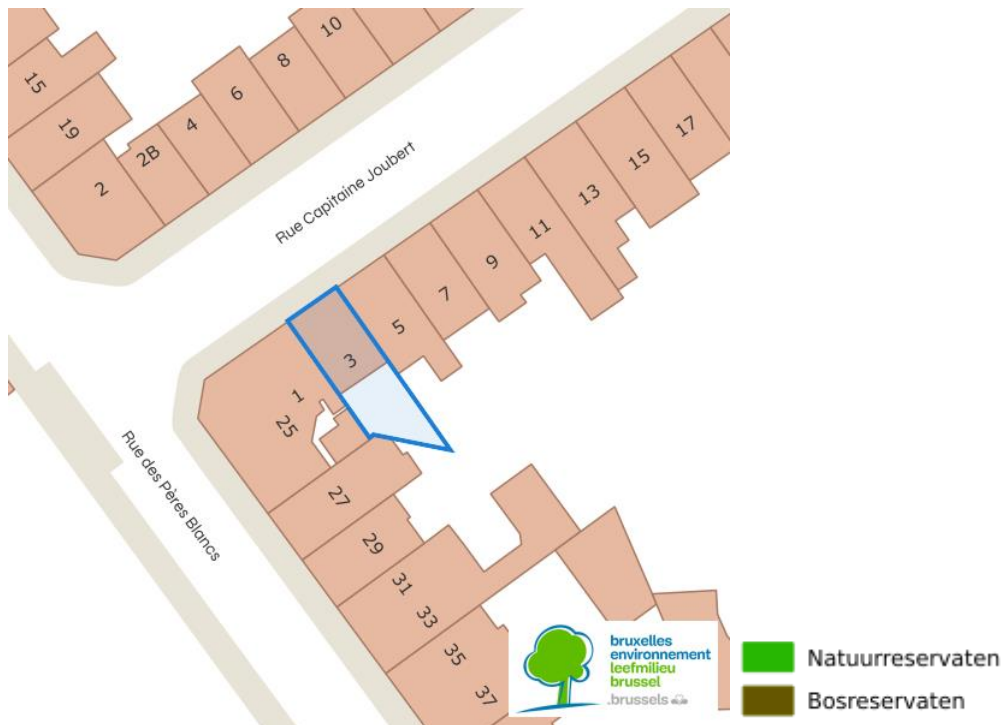 10
8
6
4
2B
2
15
19
Rue Capitaine Joubert
17
15
13
11
9
7
5
3
1
25
27
29
31
33
35
37
Rue des Pères Blancs
bruxelles
environnement
leefmilieu
brussel
.brussels
Natuurreservaten
Bosreservaten